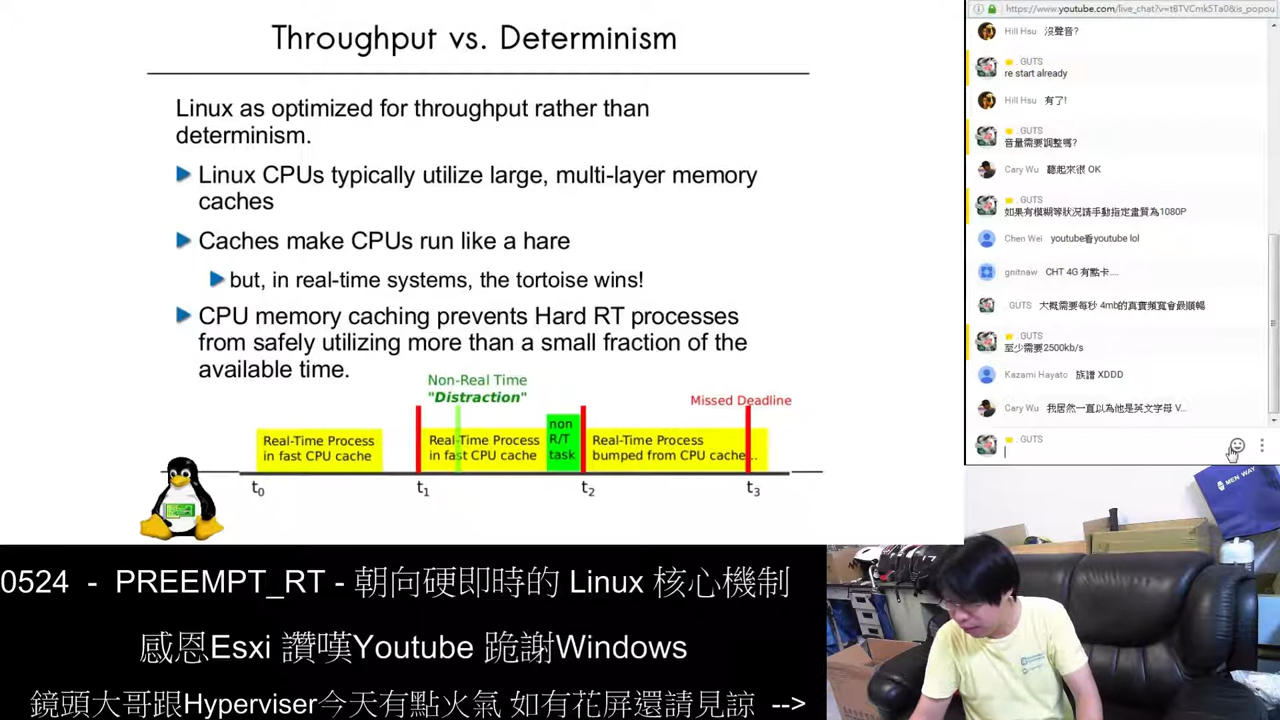 Throughput vs. Determinism
Linux as optimized for throughput rather than
determinism.
Linux CPUs typically utilize large, multi-layer memory
caches
Caches make CPUs run like a hare
but, in real-time systems, the tortoise wins!
CPU memory caching prevents Hard RT processes
from safely utilizing more than a small fraction of the
available time.
Non-Real Time
"Distraction"
Missed Deadline
Real-Time Process
in fast CPU cache
Real-Time Process
in fast CPU cache
non
R/T
task
Real-Time Process
bumped from CPU cache...
t0
t1
t2
t3
https://www.youtube.com/live_chat?v=t8TVCmk5Ta0&is_popou
Hill Hsu 沒聲音?
. GUTS
re start already
Hill Hsu 有了!
. GUTS
音量需要調整嗎?
Cary Wu 聽起來很 OK
. GUTS
如果有模糊等狀況請手動指定畫質為1080P
Chen Wei youtube看youtube lol
gnitnaw CHT 4G 有點卡....
. GUTS 大概需要每秒 4mb的真實頻寬會最順暢
. GUTS
至少需要2500kb/s
Kazami Hayato 族譜 XDDD
Cary Wu 我居然一直以為他是英文字母 V...
. GUTS
MEN WAY
0524 - PREEMPT_RT - 朝向硬即時的 Linux 核心機制
感恩Esxi 讚嘆Youtube 跪謝Windows
鏡頭大哥跟Hyperviser今天有點火氣 如有花屏還請見諒 -->